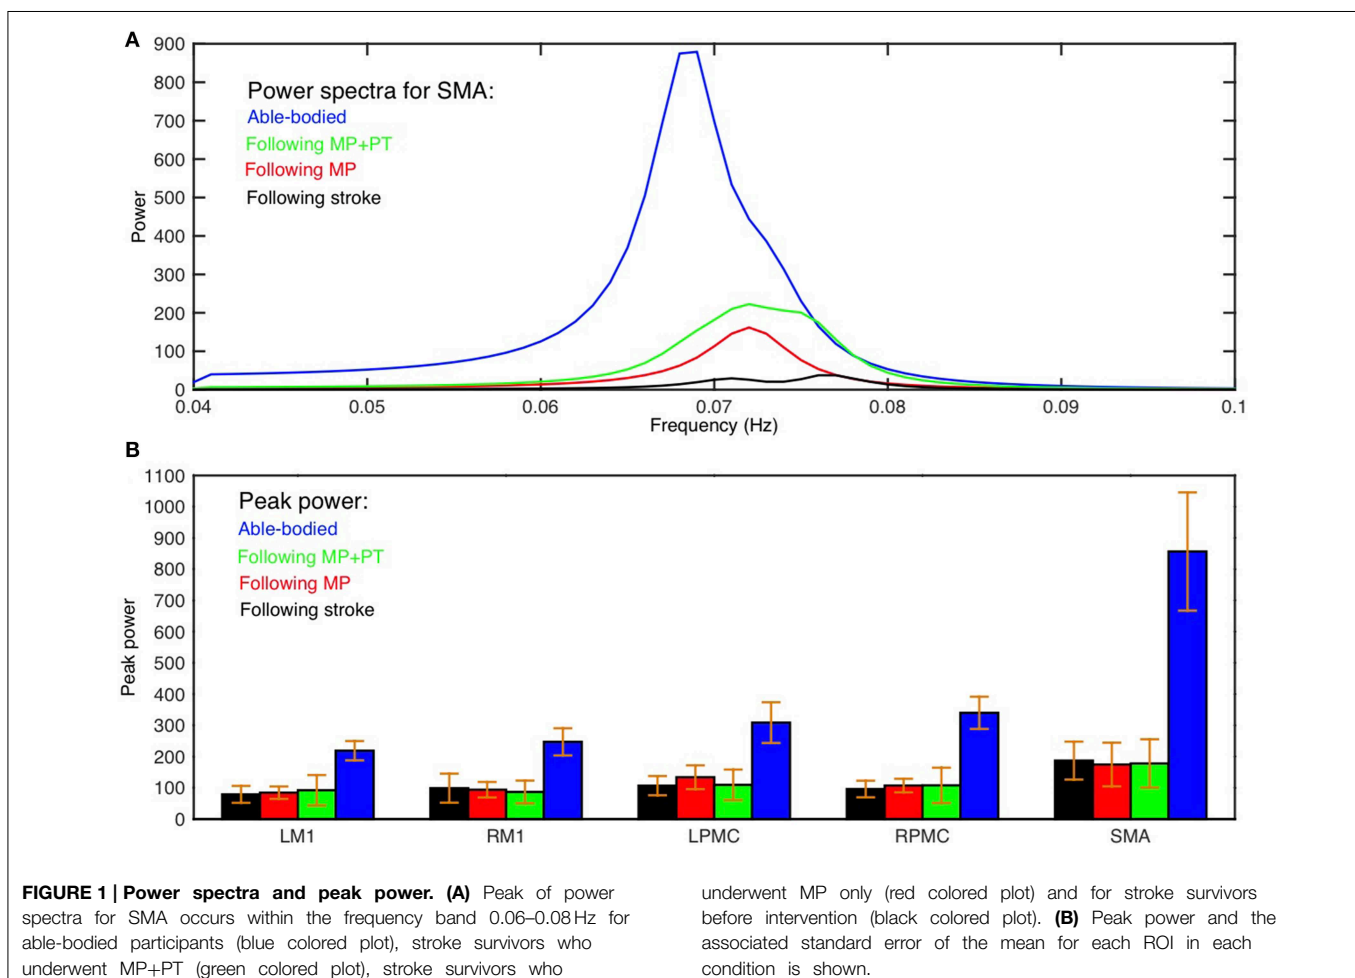 A
900
800
700
600
500
400
300
200
100
0
Power
Power spectra for SMA:
Able-bodied
Following MP+PT
Following MP
Following stroke
0.04 0.05 0.06 0.07 0.08 0.09 0.1
Frequency (Hz)
B
1100
1000
900
800
700
600
500
400
300
200
100
0
Peak power
Peak power:
Able-bodied
Following MP+PT
Following MP
Following stroke
LM1 RM1 LPMC RPMC SMA
FIGURE 1 | Power spectra and peak power. (A) Peak of power
spectra for SMA occurs within the frequency band 0.06–0.08 Hz for
able-bodied participants (blue colored plot), stroke survivors who
underwent MP+PT (green colored plot), stroke survivors who
underwent MP only (red colored plot) and for stroke survivors
before intervention (black colored plot). (B) Peak power and the
associated standard error of the mean for each ROI in each
condition is shown.